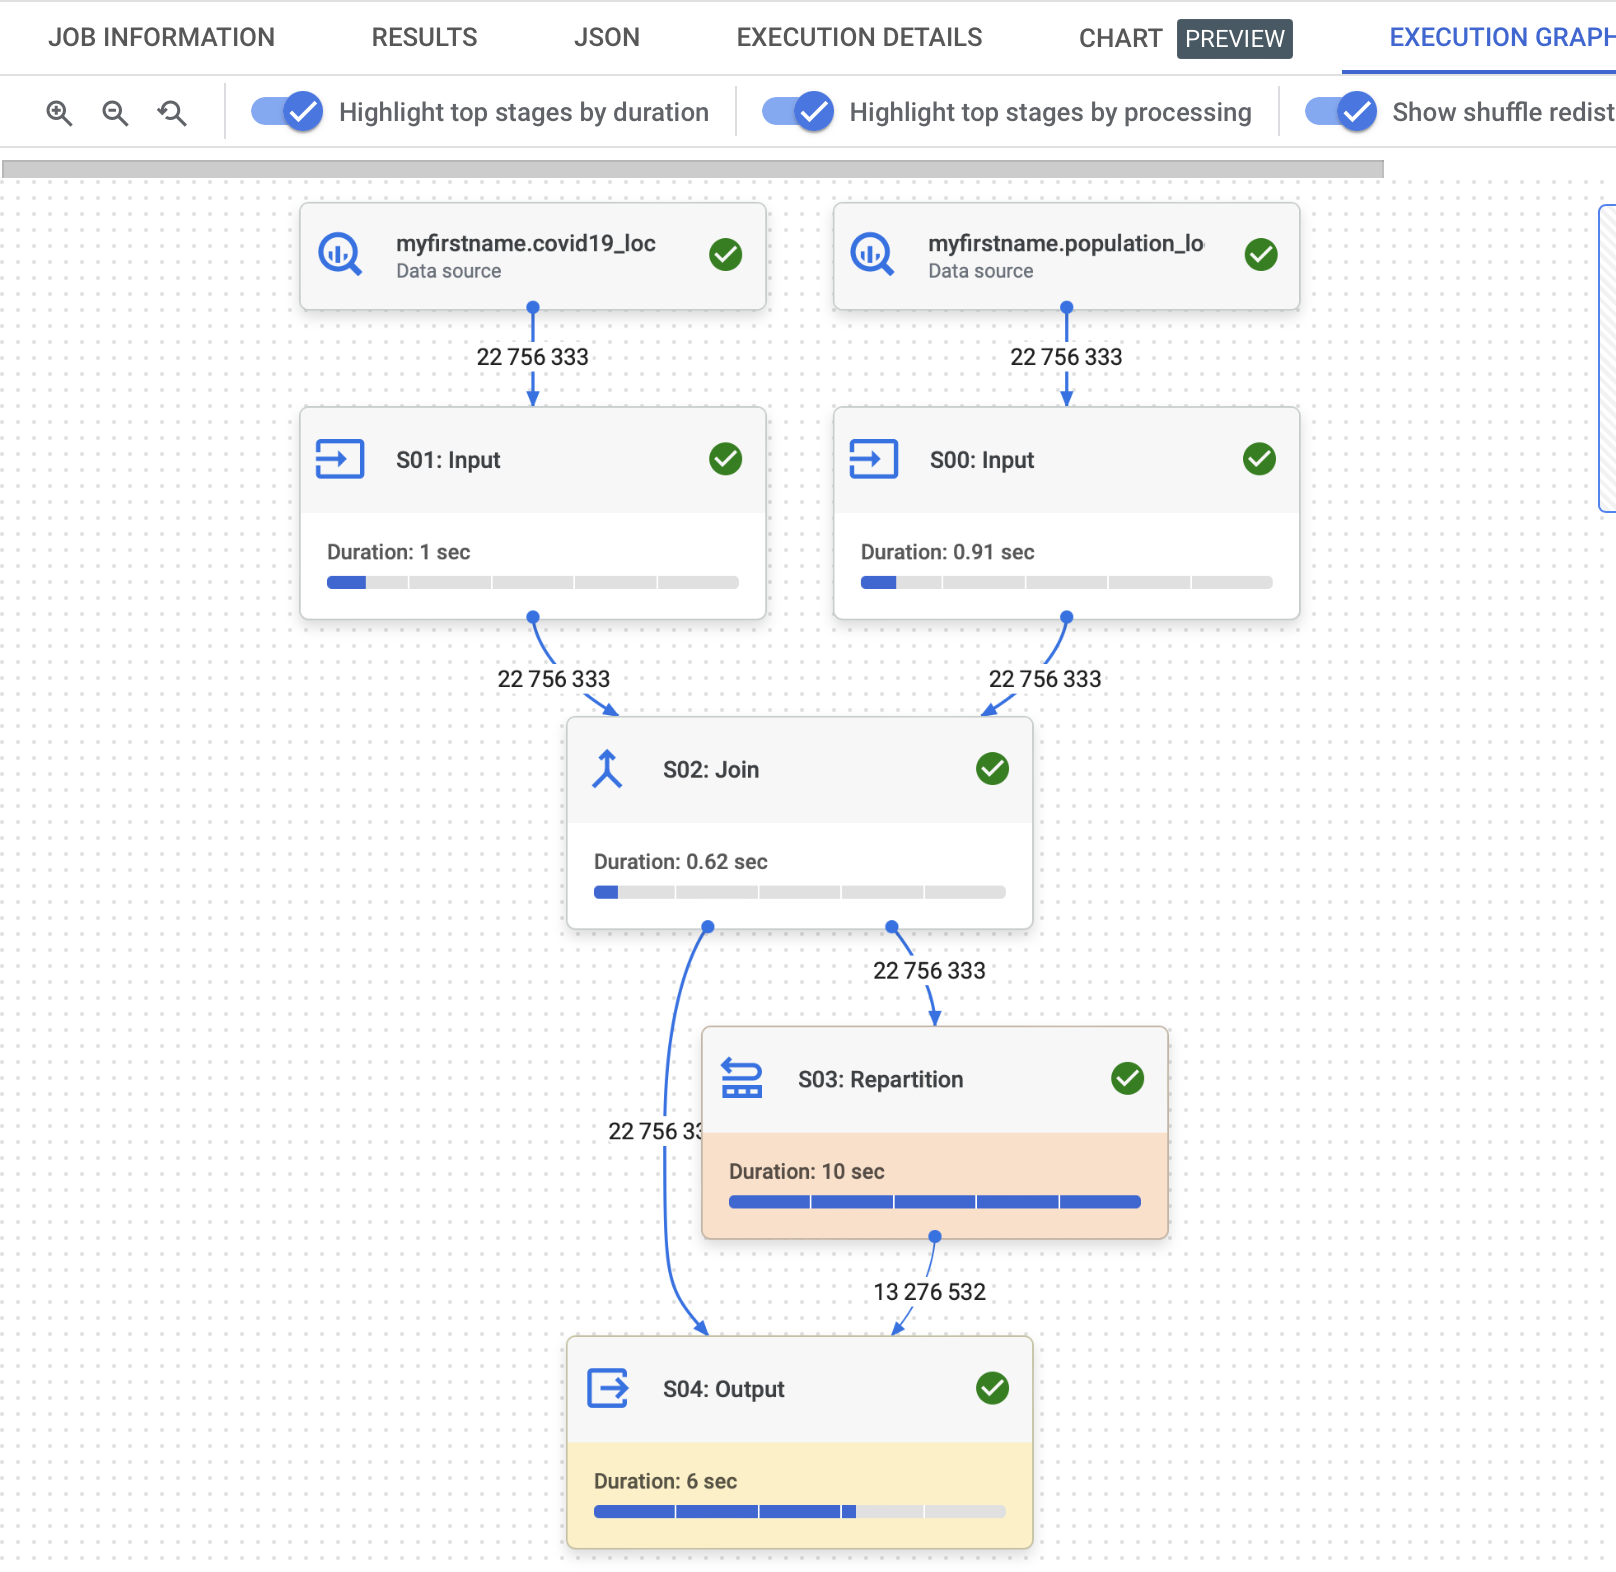 JOB INFORMATION RESULTS JSON EXECUTION DETAILS CHART PREVIEW EXECUTION GRAPH
Highlight top stages by duration Highlight top stages by processing Show shuffle redist
myfirstname.covid19_loc myfirstname.population_lo
Data source Data source
22 756 333 22 756 333
S01: Input S00: Input
Duration: 1 sec Duration: 0.91 sec
22 756 333 22 756 333
S02: Join
Duration: 0.62 sec
22 756 333
S03: Repartition
22 756 33
Duration: 10 sec
13 276 532
S04: Output
Duration: 6 sec